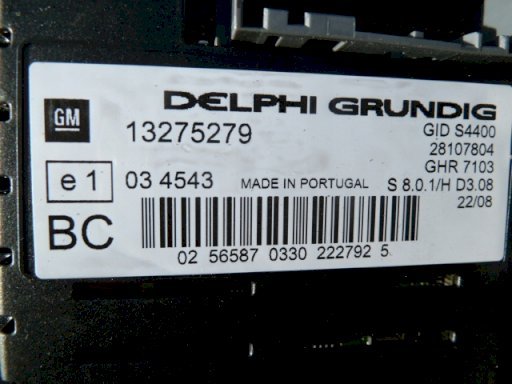 DELPHI GRUNDIG
GM 13275279 GID S4400
28107804
GHR 7103
e 1 03 4543 MADE IN PORTUGAL S 8.0.1/H D3.08
22/08
BC
02 56587 0330 222792 5